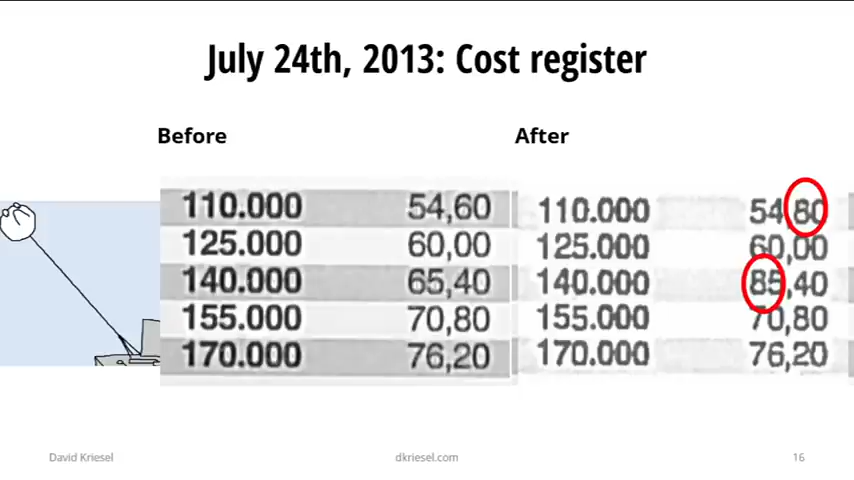 July 24th, 2013: Cost register
Before After
110.000 54,60 110.000 54,80
125.000 60,00 125.000 60,00
140.000 65,40 140.000 85,40
155.000 70,80 155.000 70,80
170.000 76,20 170.000 76,20
David Kriesel dkriesel.com 16